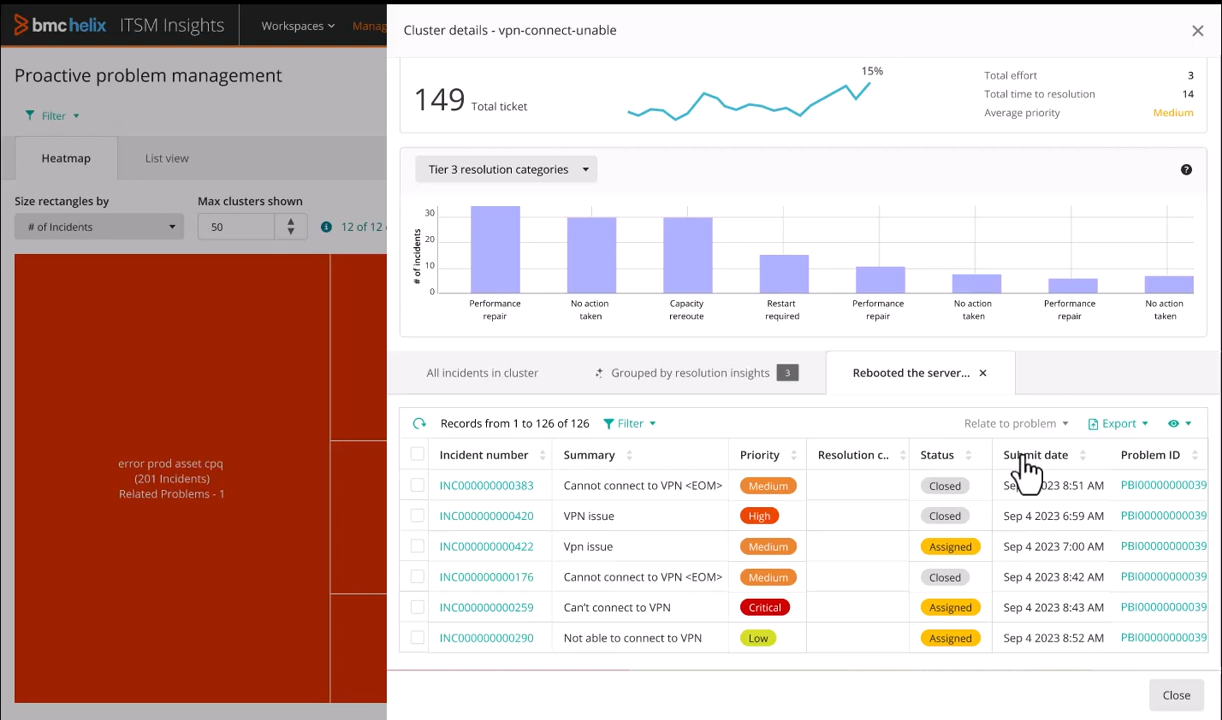 bmc helix ITSM Insights
Workspaces
Manag
Proactive problem management
Filter
Heatmap
List view
Size rectangles by
Max clusters shown
# of Incidents
50
12 of 12
error prod asset cpq
(201 Incidents)
Related Problems - 1
Cluster details - vpn-connect-unable
149 Total ticket
15%
Total effort 3
Total time to resolution 14
Average priority Medium
Tier 3 resolution categories
# of incidents
30
20
10
0
Performance repair
No action taken
Capacity rereoute
Restart required
Performance repair
No action taken
Performance repair
No action taken
All incidents in cluster
Grouped by resolution insights 3
Rebooted the server...
Records from 1 to 126 of 126
Filter
Relate to problem
Export
Incident number Summary Priority Resolution c.. Status Submit date Problem ID
INC000000000383 Cannot connect to VPN <EOM> Medium Closed Sep 2023 8:51 AM PBI00000000039
INC000000000420 VPN issue High Closed Sep 4 2023 6:59 AM PBI00000000039
INC000000000422 Vpn issue Medium Assigned Sep 4 2023 7:00 AM PBI00000000039
INC000000000176 Cannot connect to VPN <EOM> Medium Closed Sep 4 2023 8:42 AM PBI00000000039
INC000000000259 Can't connect to VPN Critical Assigned Sep 4 2023 8:43 AM PBI00000000039
INC000000000290 Not able to connect to VPN Low Assigned Sep 4 2023 8:52 AM PBI00000000039
Close